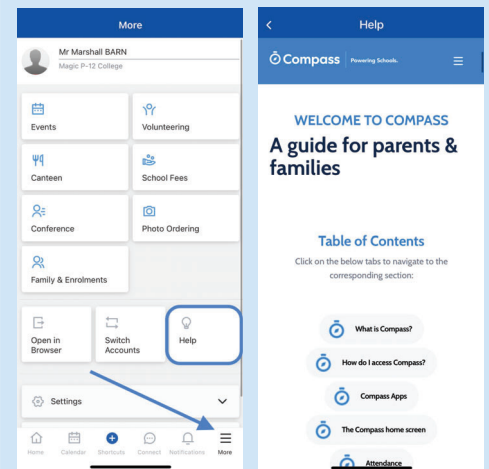 More
Mr Marshall BARN
Magic P-12 College
Events
Volunteering
Canteen
School Fees
Conference
Photo Ordering
Family & Enrolments
Open in
Browser
Switch
Accounts
Help
Settings
Home
Calendar
Shortcuts
Connect
Notifications
More
Help
Compass
Powering Schools.
WELCOME TO COMPASS
A guide for parents &
families
Table of Contents
Click on the below tabs to navigate to the
corresponding section:
What is Compass?
How do I access Compass?
Compass Apps
The Compass home screen
Attendance